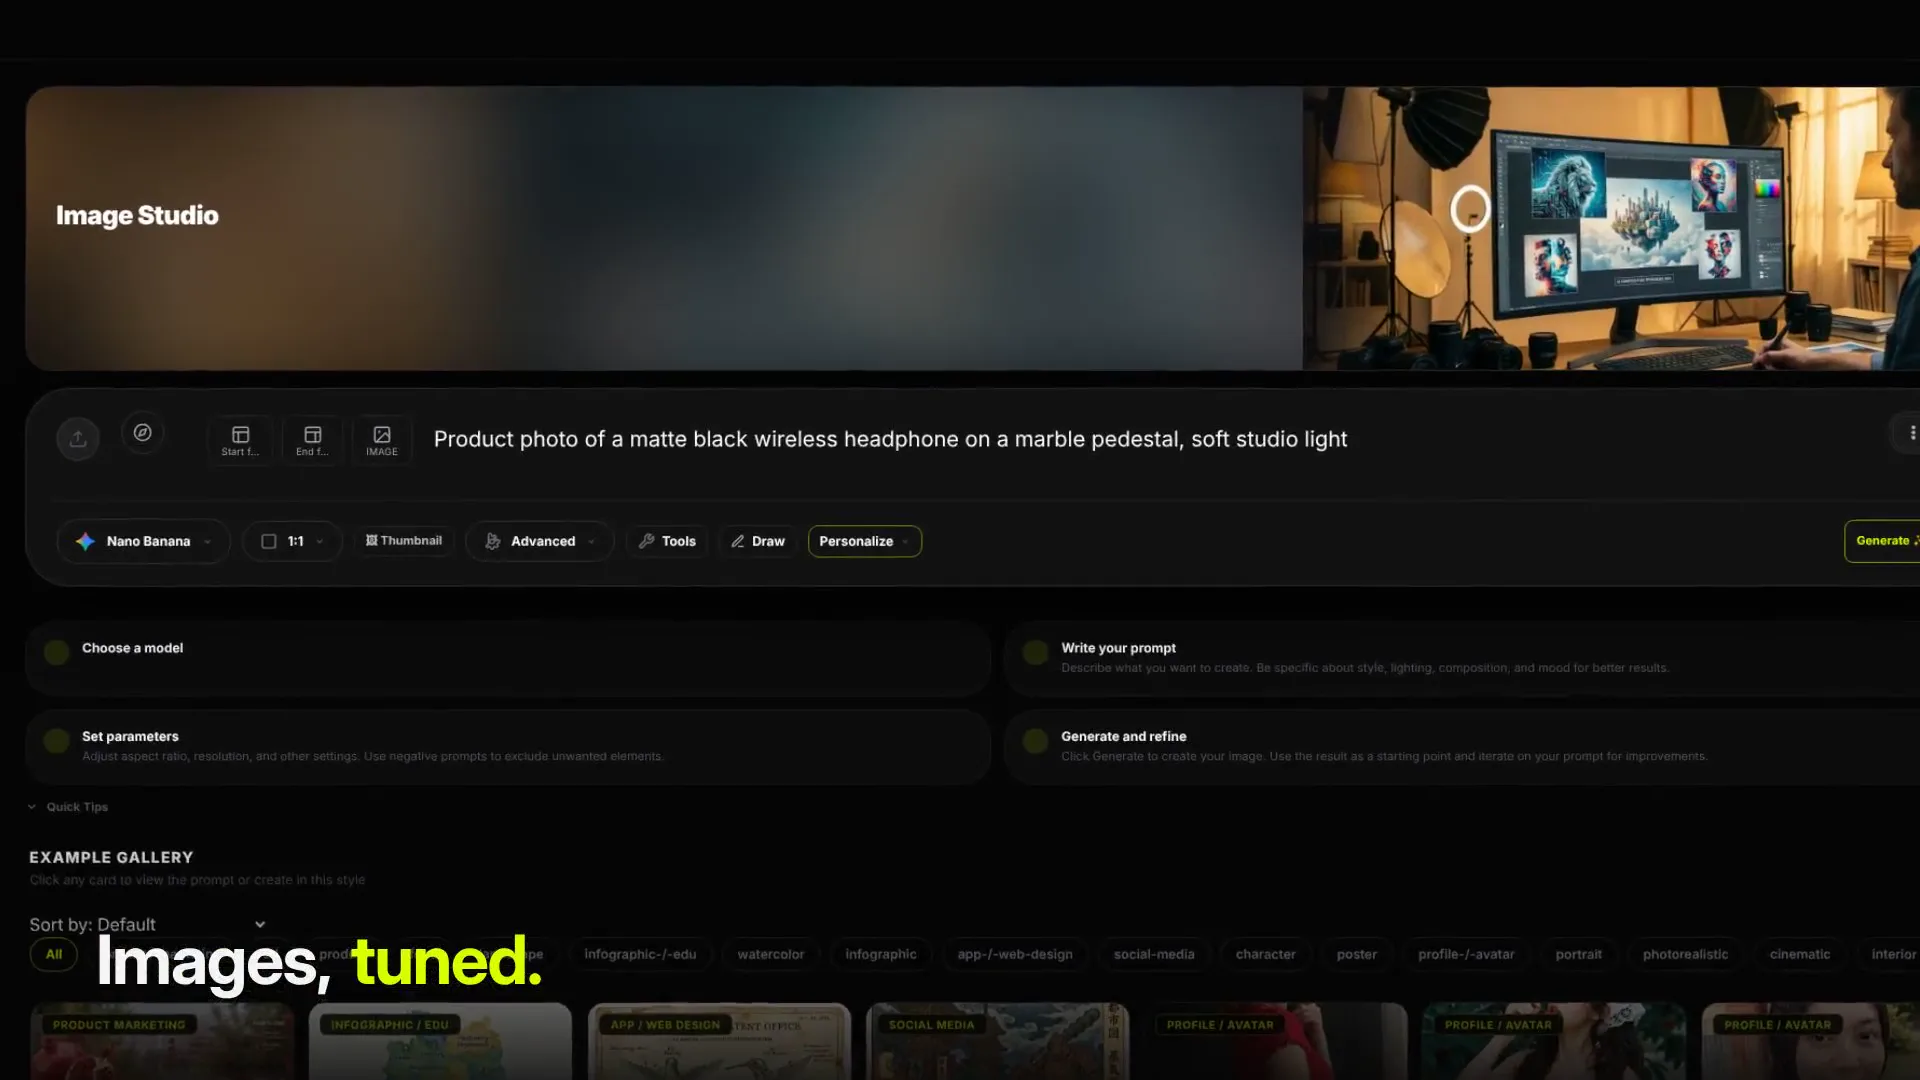 Image Studio
Start f...
End f...
IMAGE
Product photo of a matte black wireless headphone on a marble pedestal, soft studio light
Nano Banana
1:1
Thumbnail
Advanced
Tools
Draw
Personalize
Generate
Choose a model
Write your prompt
Describe what you want to create. Be specific about style, lighting, composition, and mood for better results.
Set parameters
Adjust aspect ratio, resolution, and other settings. Use negative prompts to exclude unwanted elements.
Generate and refine
Click Generate to create your image. Use the result as a starting point and iterate on your prompt for improvements.
Quick Tips
EXAMPLE GALLERY
Click any card to view the prompt or create in this style
Sort by: Default
All
infographic-/-edu
watercolor
infographic
app-/-web-design
social-media
character
poster
profile-/-avatar
portrait
photorealistic
cinematic
interior
Images, tuned.
PRODUCT MARKETING
INFOGRAPHIC / EDU
APP / WEB DESIGN
SOCIAL MEDIA
PROFILE / AVATAR
PROFILE / AVATAR
PROFILE / AVATAR